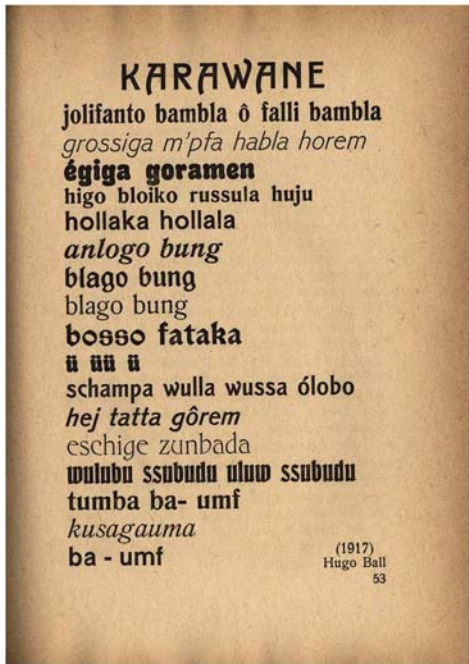 KARAWANE
jolifanto bambla ô falli bambla
grossiga m'pfa habla horem
égiga goramen
higo bloiko russula huju
hollaka hollala
anlogo bung
blago bung
blago bung
bosso fataka
ü üü ü
schampa wulla wussa ólobo
hej tatta gôrem
eschige zunbada
wulubu ssubudu uluw ssubudu
tumba ba- umf
kusagauma
ba - umf
(1917)
Hugo Ball
53